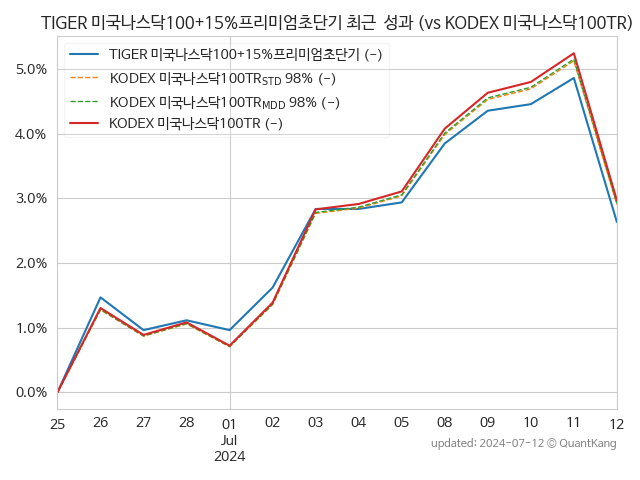 TIGER 미국나스닥100+15%프리미엄초단기 최근 성과 (vs KODEX 미국나스닥100TR)
TIGER 미국나스닥100+15%프리미엄초단기 (−)
KODEX 미국나스닥100TR_STD 98% (−)
KODEX 미국나스닥100TR_MDD 98% (−)
KODEX 미국나스닥100TR (−)
5.0%
4.0%
3.0%
2.0%
1.0%
0.0%
25 26 27 28 01 02 03 04 05 08 09 10 11 12
Jul
2024
updated: 2024-07-12 © QuantKang